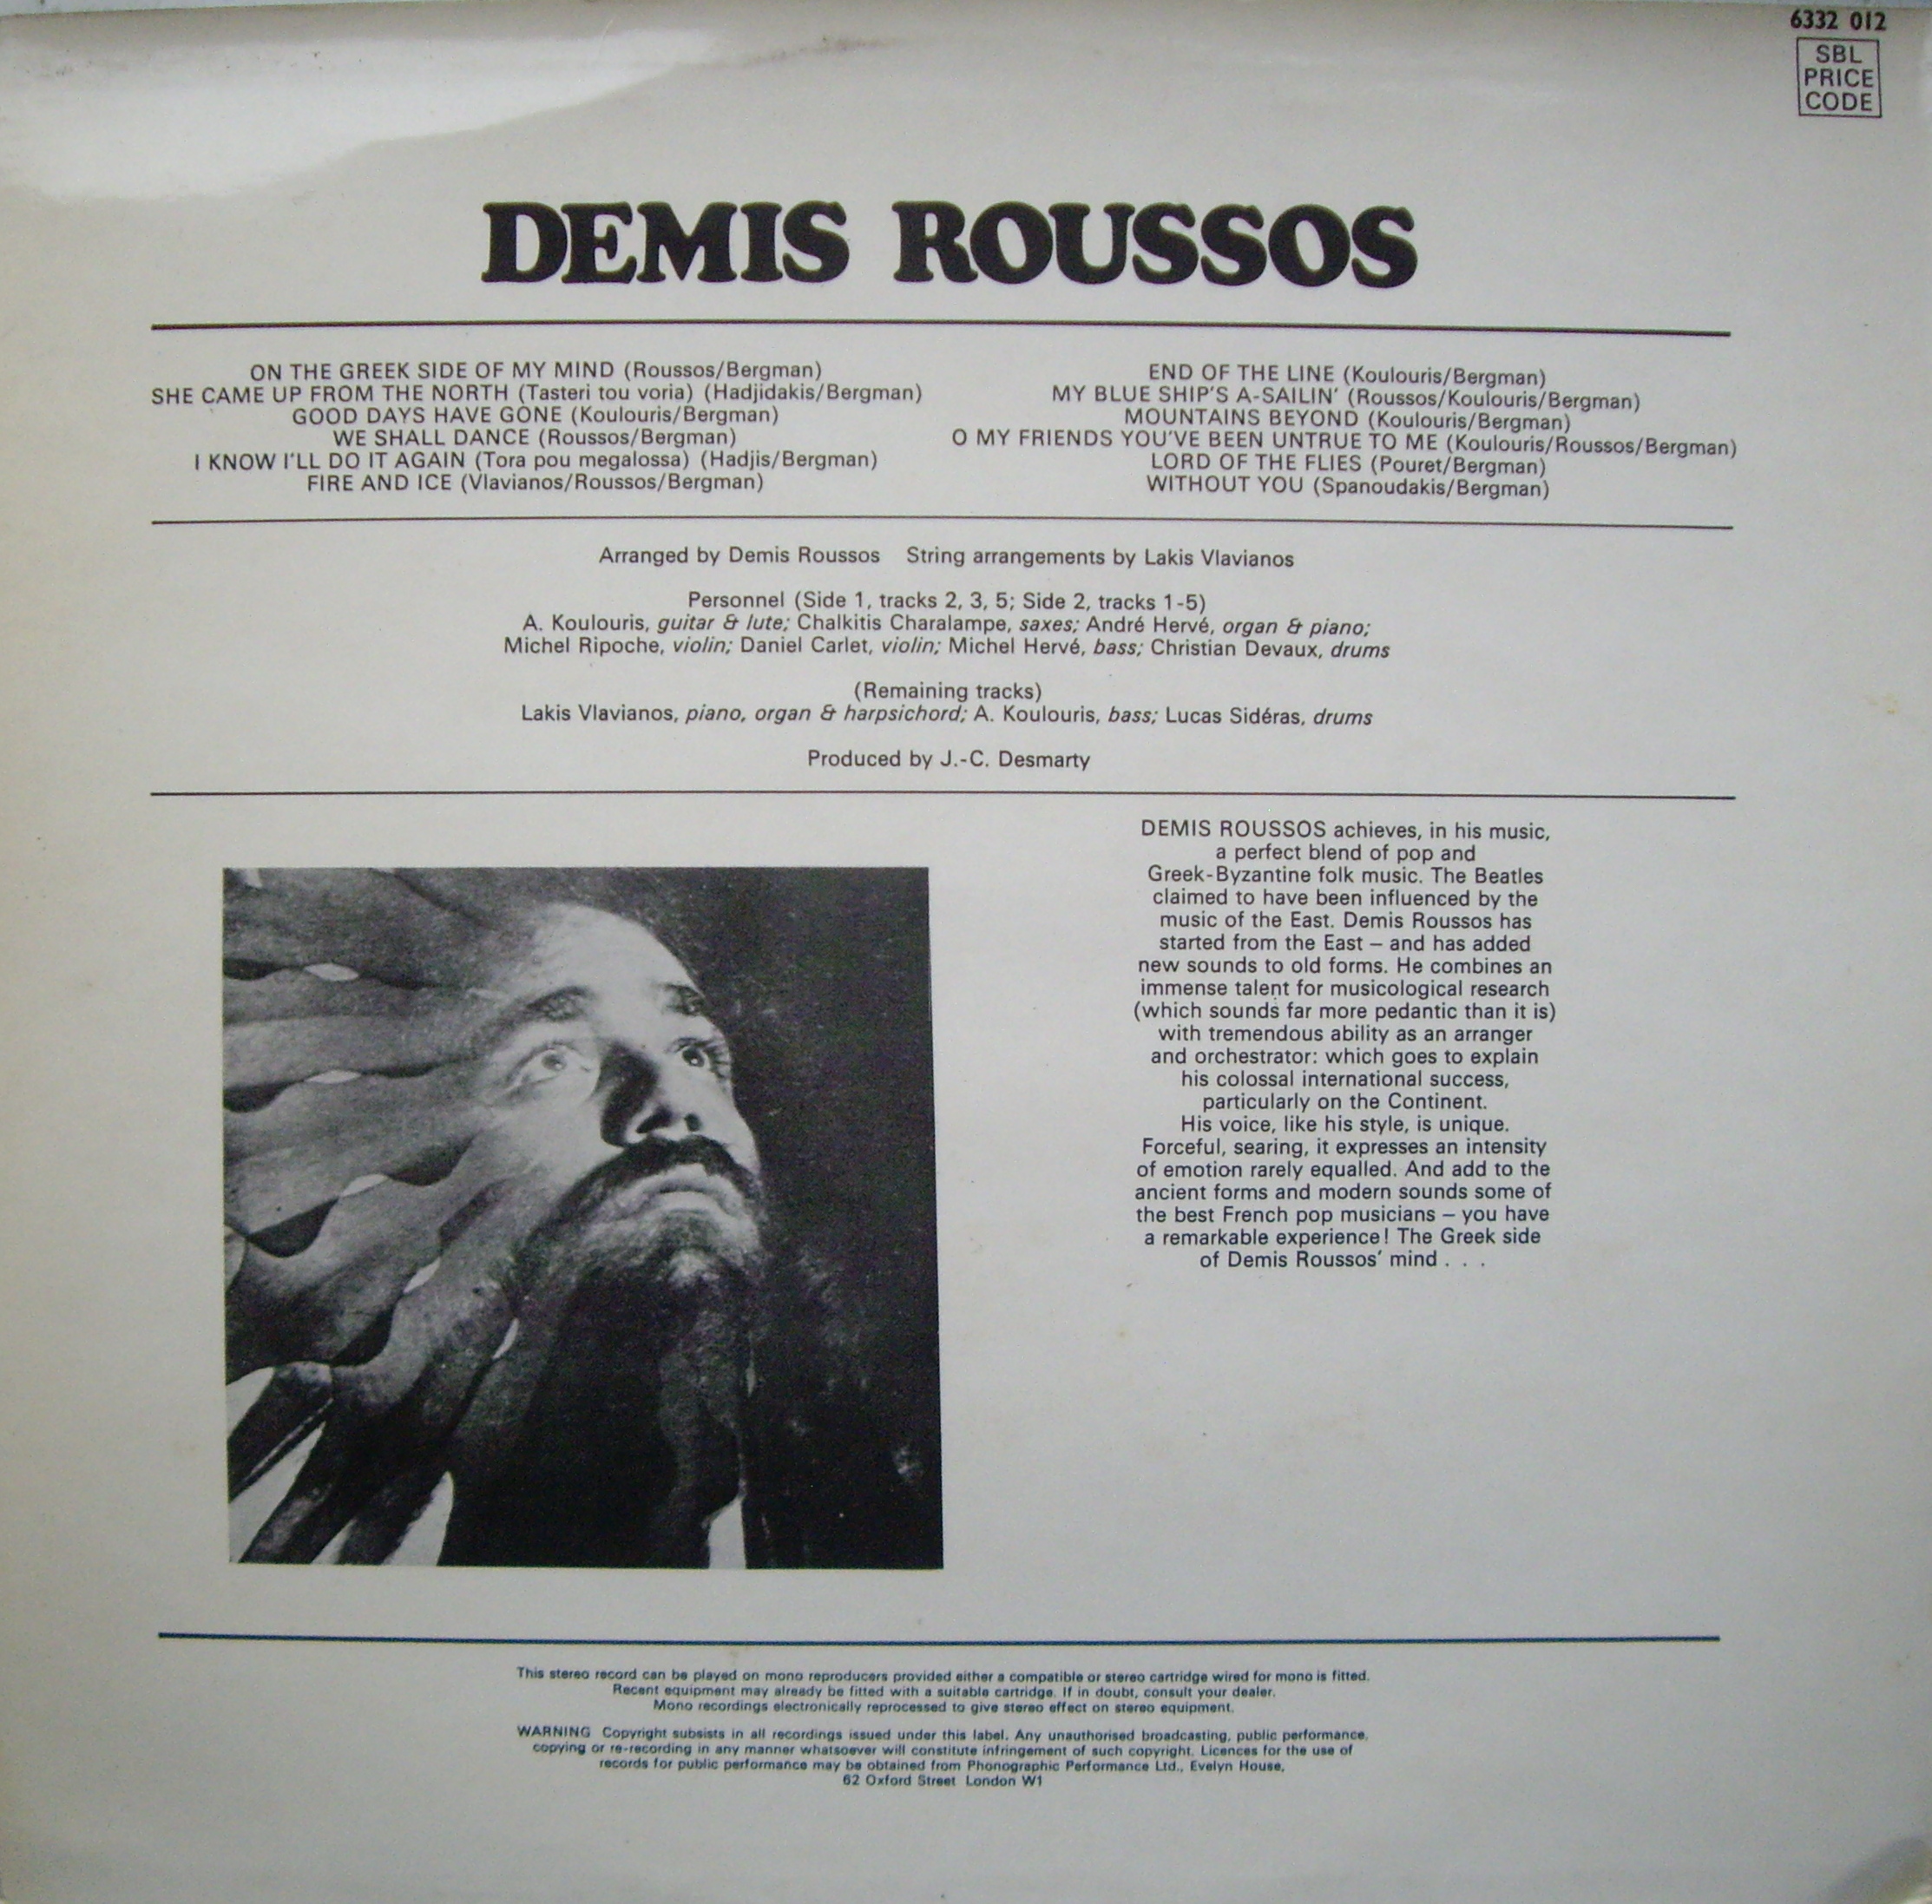 6332 012
SBL
PRICE
CODE
DEMIS ROUSSOS
ON THE GREEK SIDE OF MY MIND (Roussos/Bergman)
SHE CAME UP FROM THE NORTH (Tasteri tou voria) (Hadjidakis/Bergman)
GOOD DAYS HAVE GONE (Koulouris/Bergman)
WE SHALL DANCE (Roussos/Bergman)
I KNOW I'LL DO IT AGAIN (Tora pou megalossa) (Hadjis/Bergman)
FIRE AND ICE (Vlavianos/Roussos/Bergman)
END OF THE LINE (Koulouris/Bergman)
MY BLUE SHIP'S A-SAILIN' (Roussos/Koulouris/Bergman)
MOUNTAINS BEYOND (Koulouris/Bergman)
O MY FRIENDS YOU'VE BEEN UNTRUE TO ME (Koulouris/Roussos/Bergman)
LORD OF THE FLIES (Pouret/Bergman)
WITHOUT YOU (Spanoudakis/Bergman)
Arranged by Demis Roussos String arrangements by Lakis Vlavianos
Personnel (Side 1, tracks 2, 3, 5; Side 2, tracks 1-5)
A. Koulouris, guitar & lute; Chalkitis Charalampe, saxes; André Hervé, organ & piano;
Michel Ripoche, violin; Daniel Carlet, violin; Michel Hervé, bass; Christian Devaux, drums
(Remaining tracks)
Lakis Vlavianos, piano, organ & harpsichord; A. Koulouris, bass; Lucas Sidéras, drums
Produced by J.-C. Desmarty
DEMIS ROUSSOS achieves, in his music,
a perfect blend of pop and
Greek-Byzantine folk music. The Beatles
claimed to have been influenced by the
music of the East. Demis Roussos has
started from the East – and has added
new sounds to old forms. He combines an
immense talent for musicological research
(which sounds far more pedantic than it is)
with tremendous ability as an arranger
and orchestrator: which goes to explain
his colossal international success,
particularly on the Continent.
His voice, like his style, is unique.
Forceful, searing, it expresses an intensity
of emotion rarely equalled. And add to the
ancient forms and modern sounds some of
the best French pop musicians – you have
a remarkable experience! The Greek side
of Demis Roussos' mind . . .
This stereo record can be played on mono reproducers provided either a compatible or stereo cartridge wired for mono is fitted.
Recent equipment may already be fitted with a suitable cartridge. If in doubt, consult your dealer.
Mono recordings electronically reprocessed to give stereo effect on stereo equipment.
WARNING Copyright subsists in all recordings issued under this label. Any unauthorised broadcasting, public performance,
copying or re-recording in any manner whatsoever will constitute infringement of such copyright. Licences for the use of
records for public performance may be obtained from Phonographic Performance Ltd., Evelyn House,
62 Oxford Street London W1